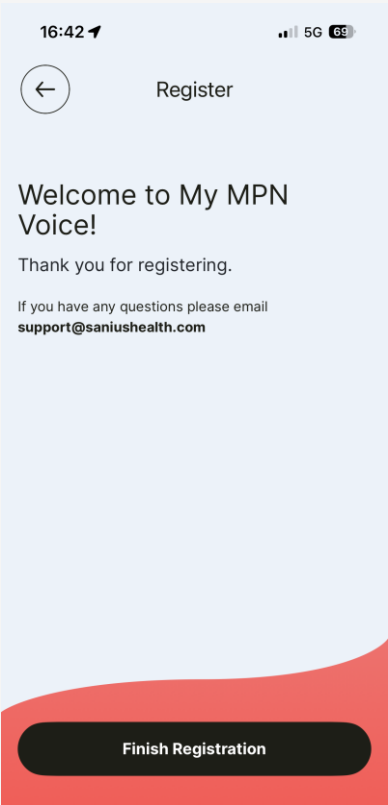 16:42 5G 69
Register
Welcome to My MPN
Voice!
Thank you for registering.
If you have any questions please email
support@saniushealth.com
Finish Registration